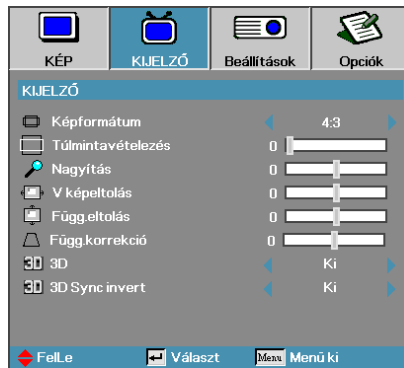 KÉP KIJELZŐ Beállítások Opciók
KIJELZŐ
Képformátum 4:3
Túlmintavételezés 0
Nagyítás 0
V képeltolás 0
Függ.eltolás 0
Függ.korrekció 0
3D 3D Ki
3D 3D Sync invert Ki
FelLe Választ Menu Menü ki